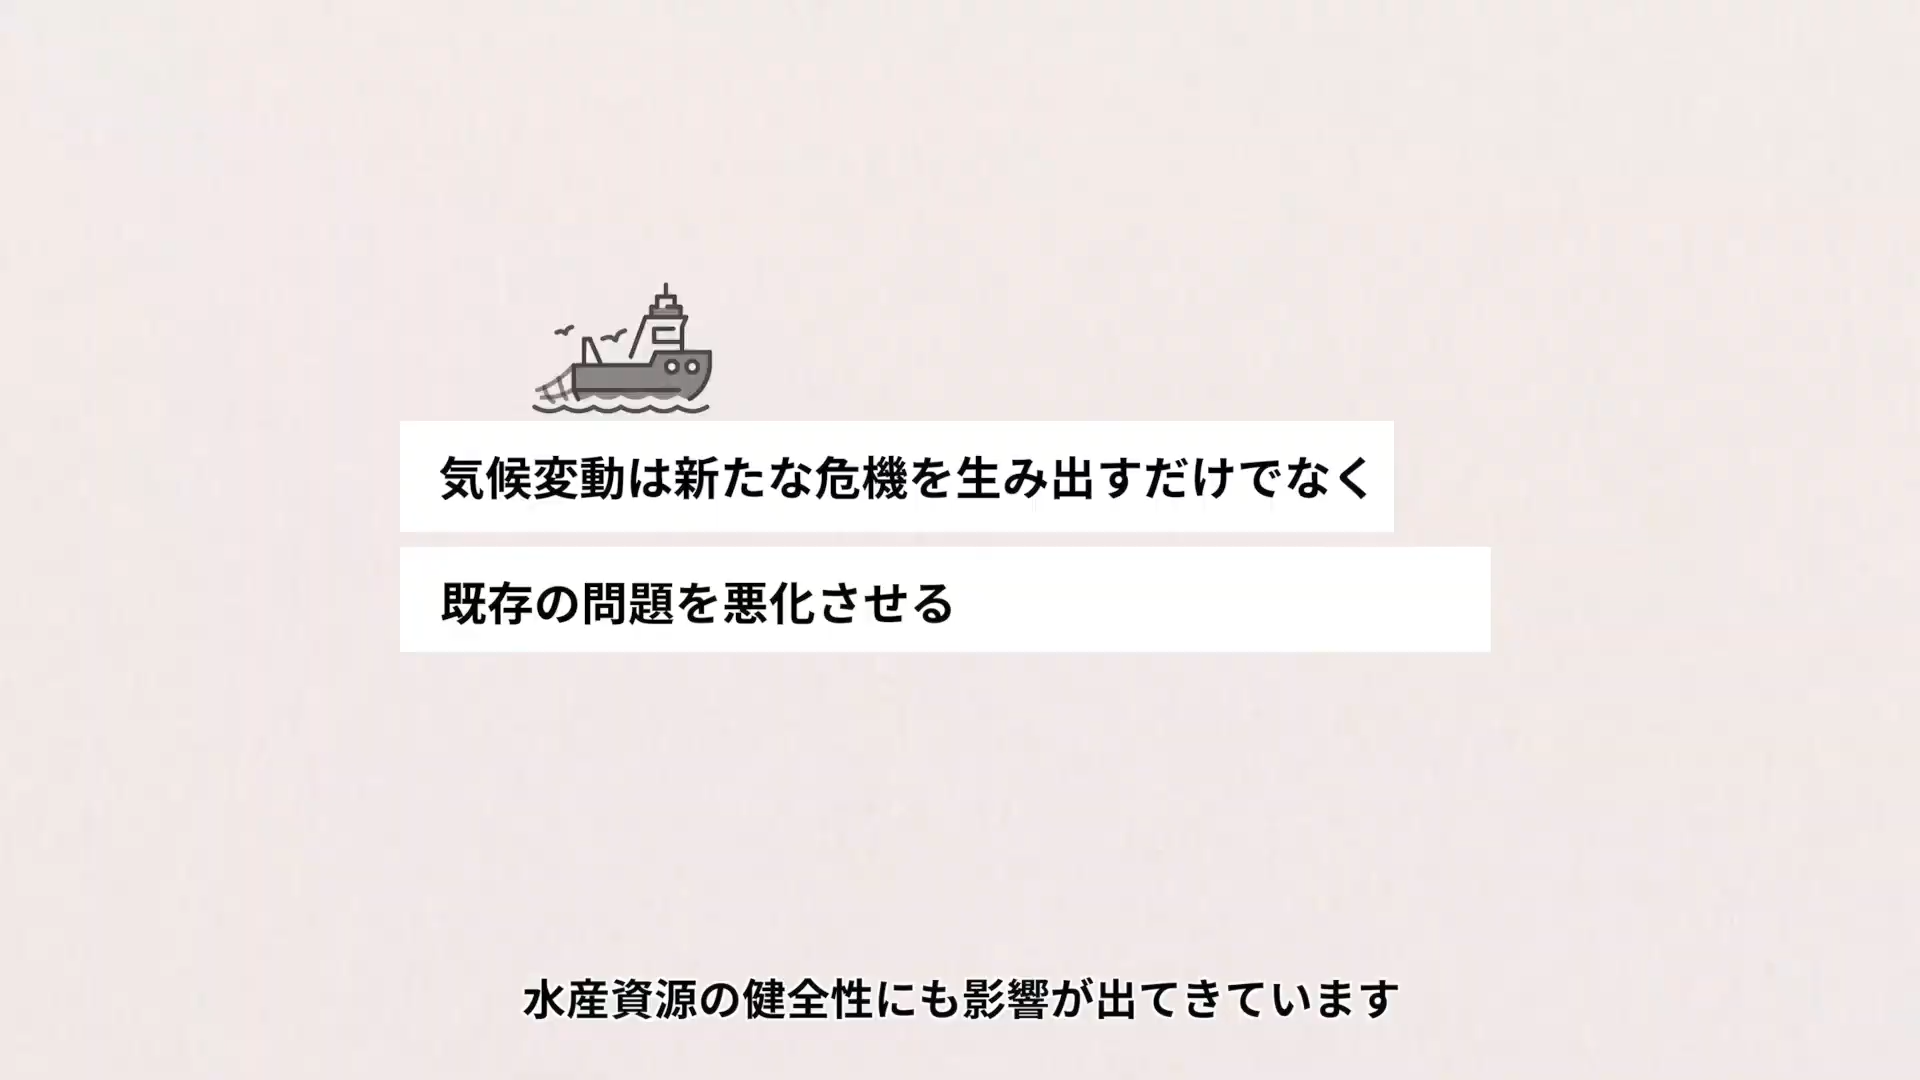 気候変動は新たな危機を生み出すだけでなく
既存の問題を悪化させる
水産資源の健全性にも影響が出てきています